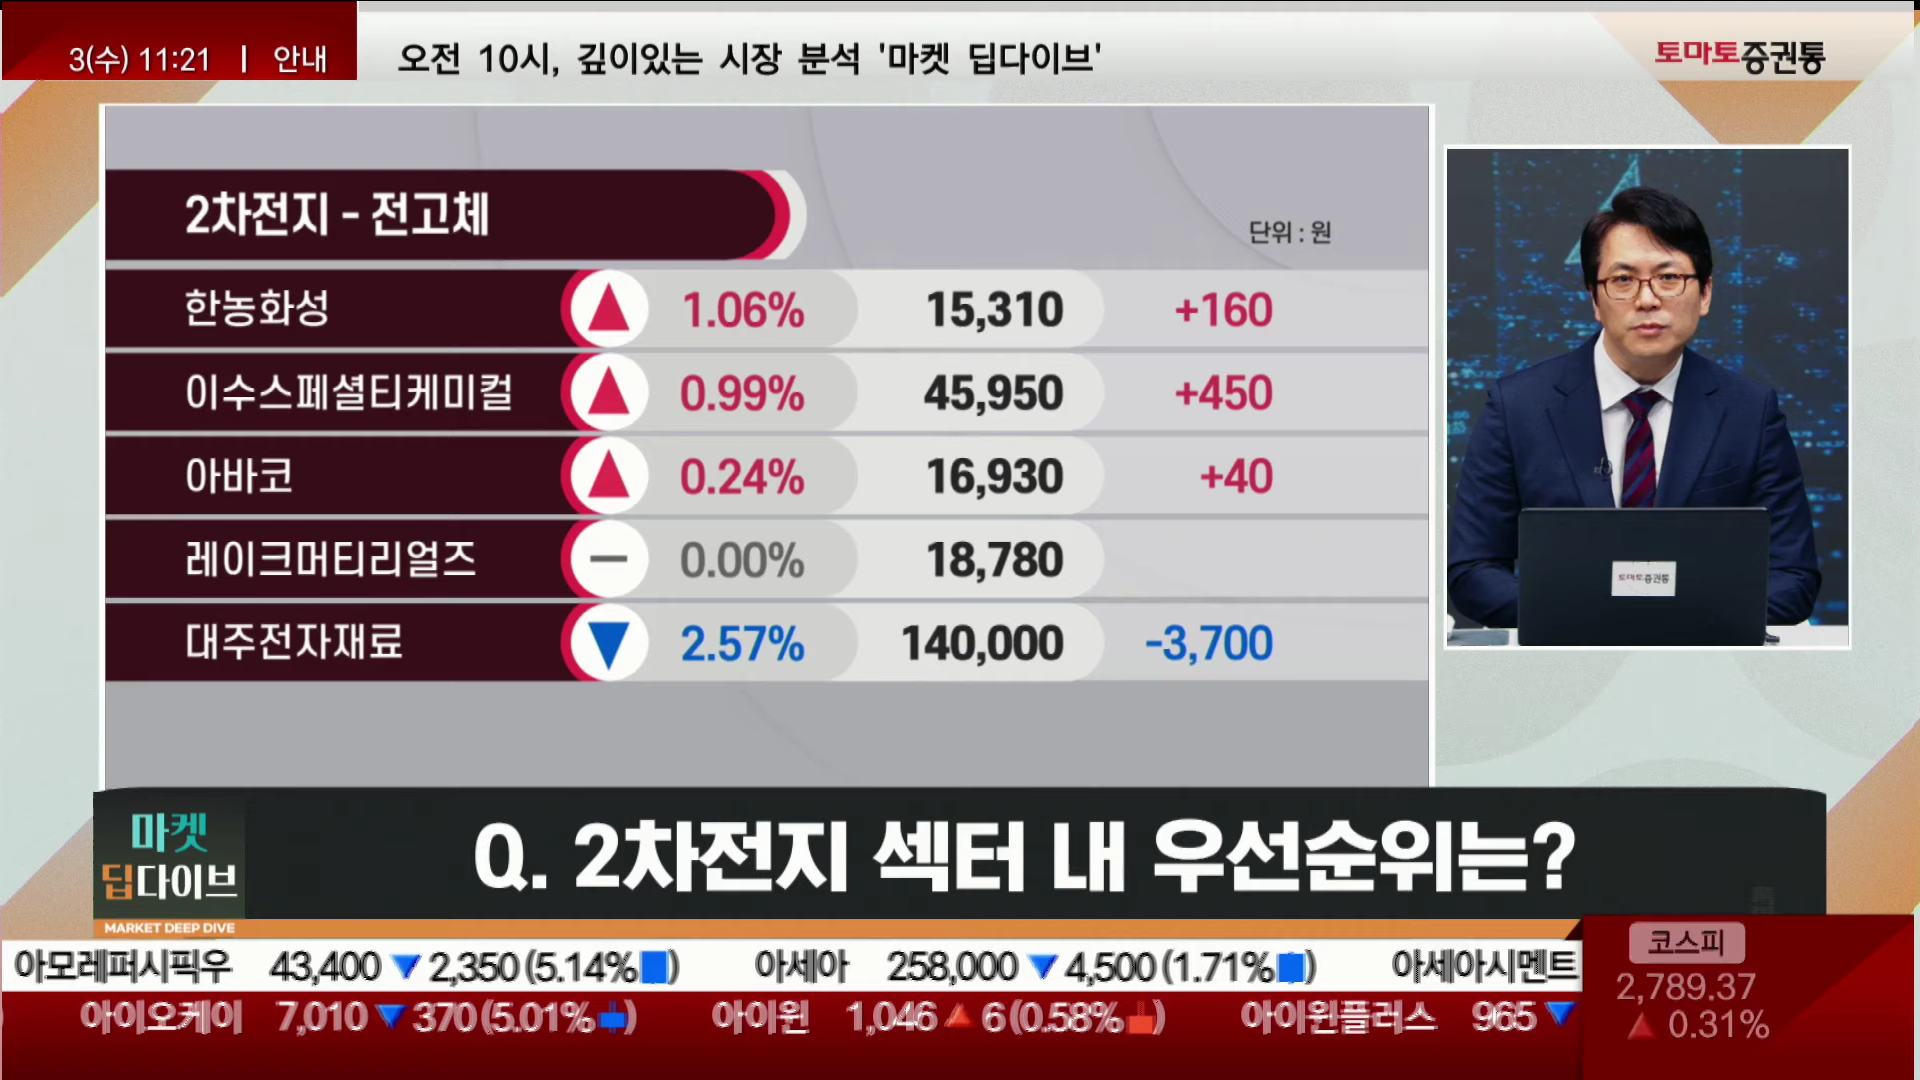 3(수) 11:21 | 안내
오전 10시, 깊이있는 시장 분석 '마켓 딥다이브'
토마토증권통
2차전지 - 전고체
단위 : 원
한농화성 ▲ 1.06% 15,310 +160
이수스페셜티케미컬 ▲ 0.99% 45,950 +450
아바코 ▲ 0.24% 16,930 +40
레이크머티리얼즈 - 0.00% 18,780
대주전자재료 ▼ 2.57% 140,000 -3,700
토마토증권통
마켓
딥다이브
MARKET DEEP DIVE
Q. 2차전지 섹터 내 우선순위는?
아모레퍼시픽우 43,400 ▼ 2,350 (5.14%) 아세아 258,000 ▼ 4,500 (1.71%) 아세아시멘트
아이오케이 7,010 ▼ 370 (5.01%) 아이윈 1,046 ▲ 6 (0.58%) 아이윈플러스 965 ▼
코스피
2,789.37
▲ 0.31%